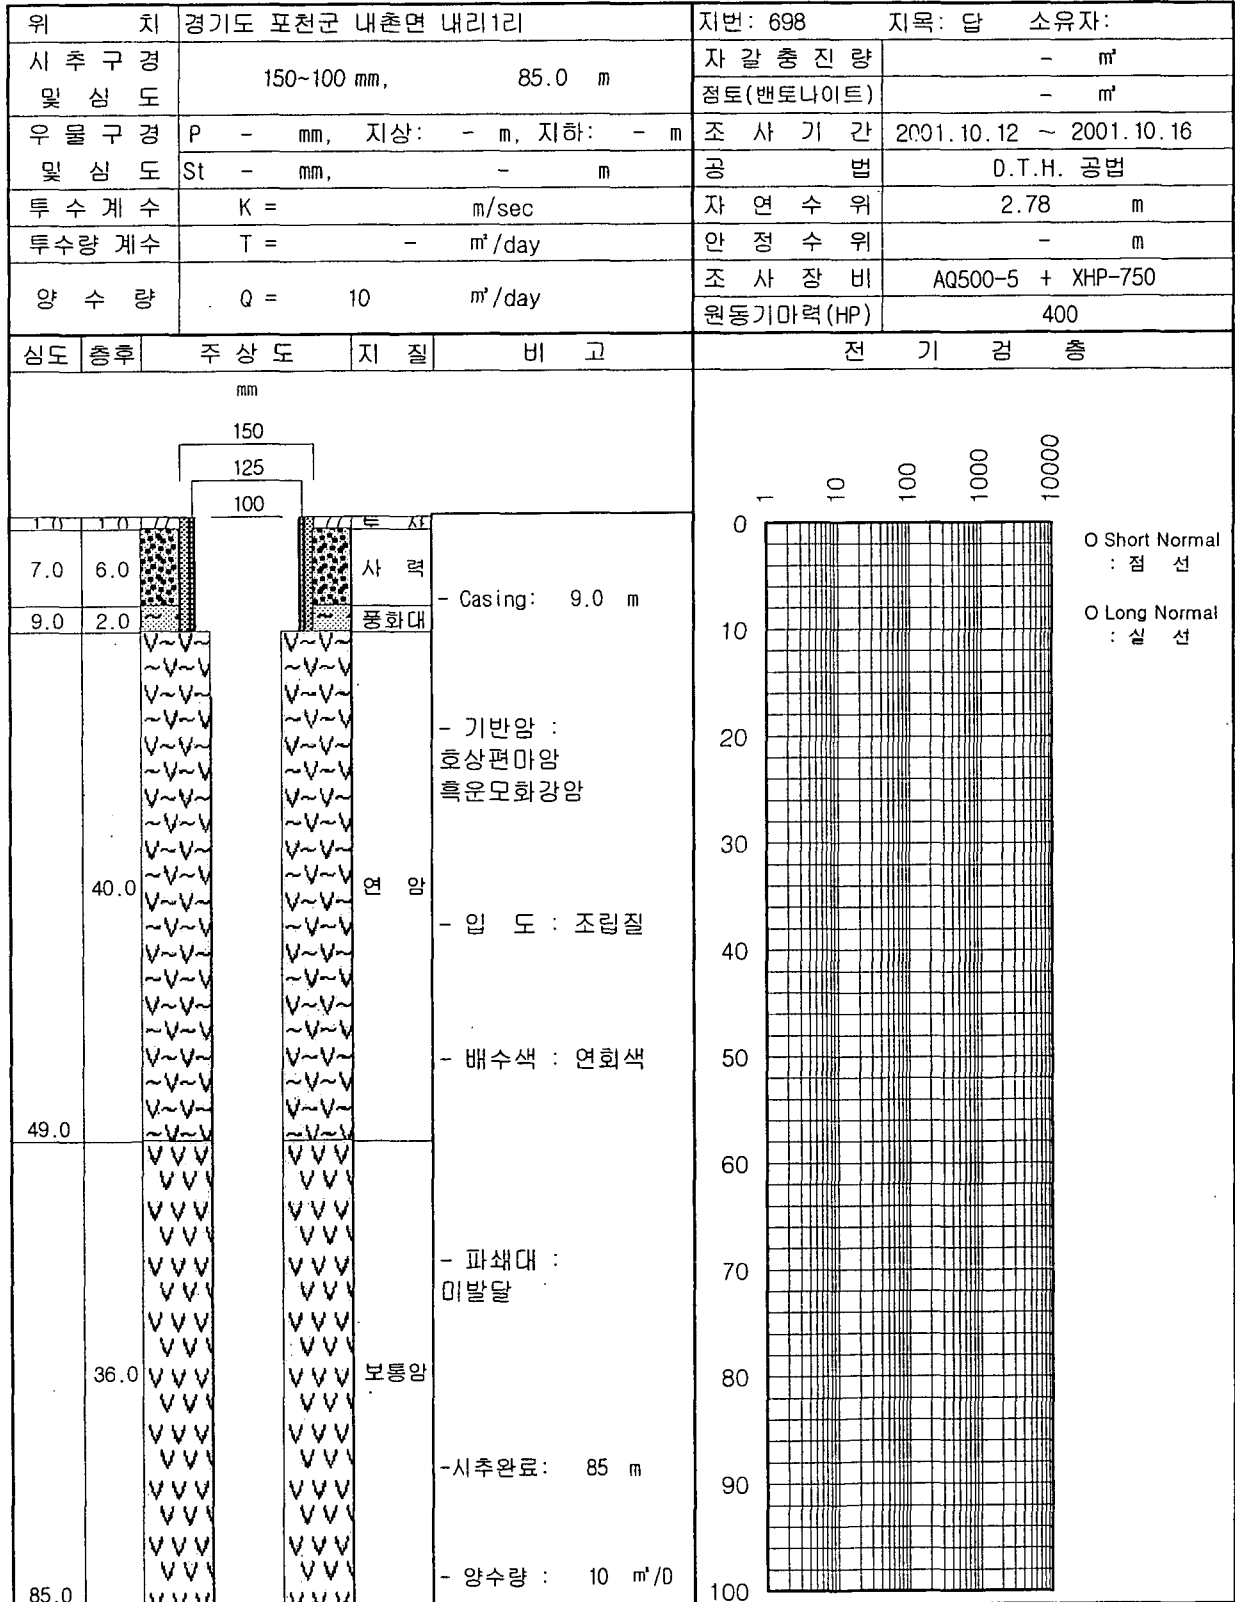 위 치 경기도 포천군 내촌면 내리1리 지번: 698 지목: 답 소유자:
시 추 구 경 및 심 도 150~100 mm, 85.0 m
자 갈 충 진 량 - ㎥
점토(밴토나이트) - ㎥
우 물 구 경 및 심 도 P - mm, 지상: - m, 지하: - m
St - mm, - m
조 사 기 간 2001.10.12 ~ 2001.10.16
공 법 D.T.H. 공법
투 수 계 수 K = m/sec
자 연 수 위 2.78 m
투수량 계수 T = - ㎡/day
안 정 수 위 - m
양 수 량 Q = 10 ㎥/day
조 사 장 비 AQ500-5 + XHP-750
원동기마력(HP) 400
심도 층후 주 상 도 지 질 비 고 전 기 검 층
mm
150
125
100
1.0 1.0 토 사
7.0 6.0 사 력
- Casing: 9.0 m
9.0 2.0 풍화대
- 기반암 :
호상편마암
흑운모화강암
40.0 연 암
- 입 도 : 조립질
- 배수색 : 연회색
49.0
- 파쇄대 :
미발달
36.0 보통암
-시추완료: 85 m
- 양수량 : 10 ㎥/D
85.0
1 10 100 1000 10000
0
10
20
30
40
50
60
70
80
90
100
O Short Normal
: 점 선
O Long Normal
: 실 선